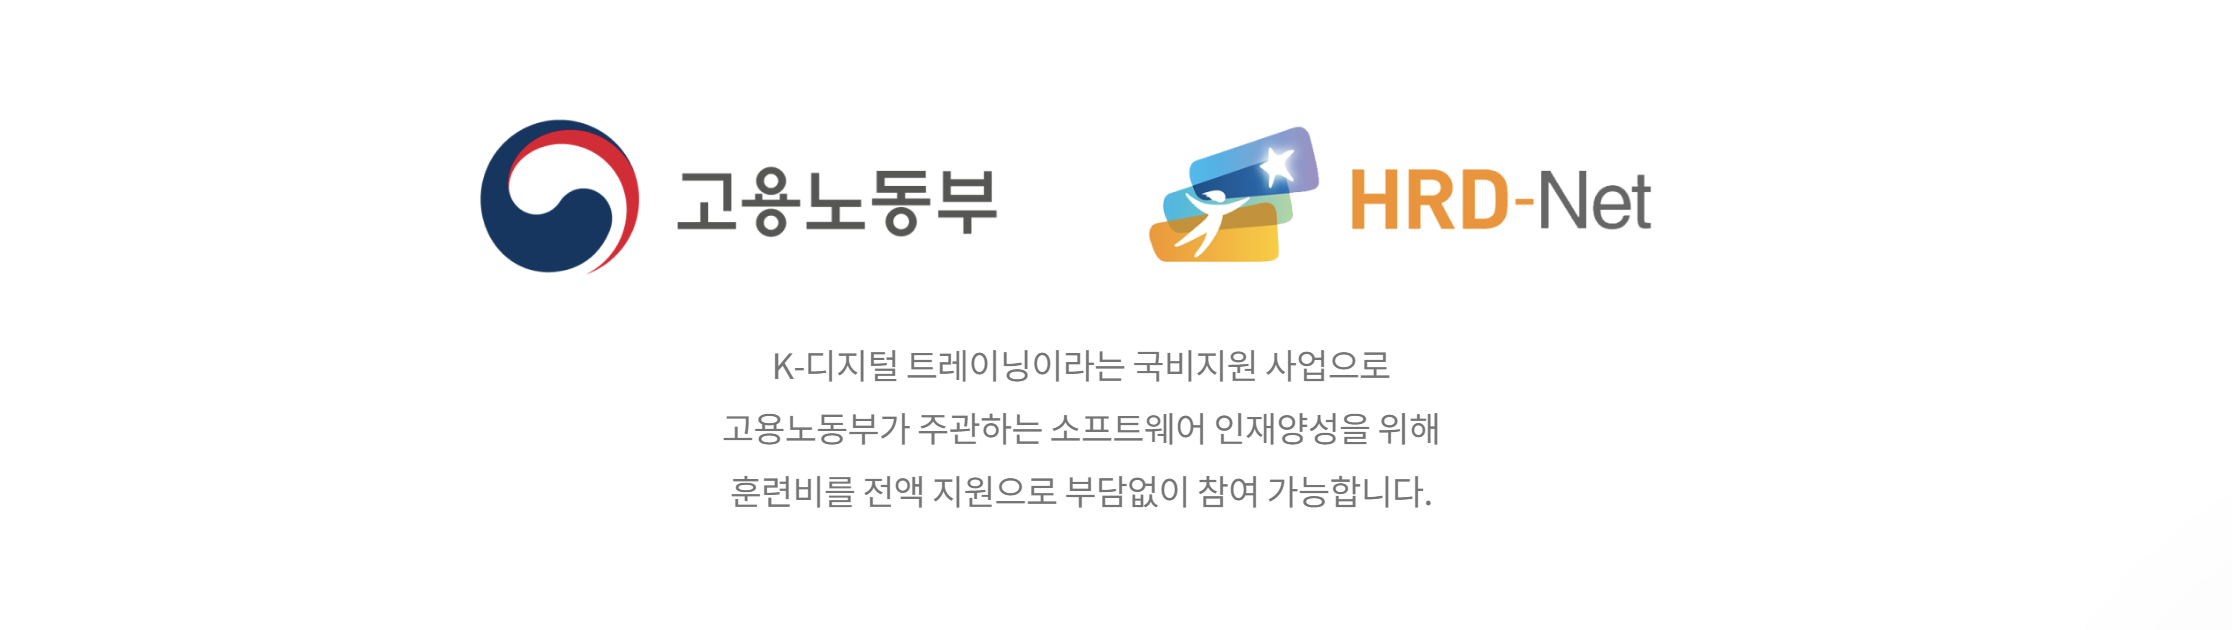 고용노동부
HRD-Net
K-디지털 트레이닝이라는 국비지원 사업으로
고용노동부가 주관하는 소프트웨어 인재양성을 위해
훈련비를 전액 지원으로 부담없이 참여 가능합니다.